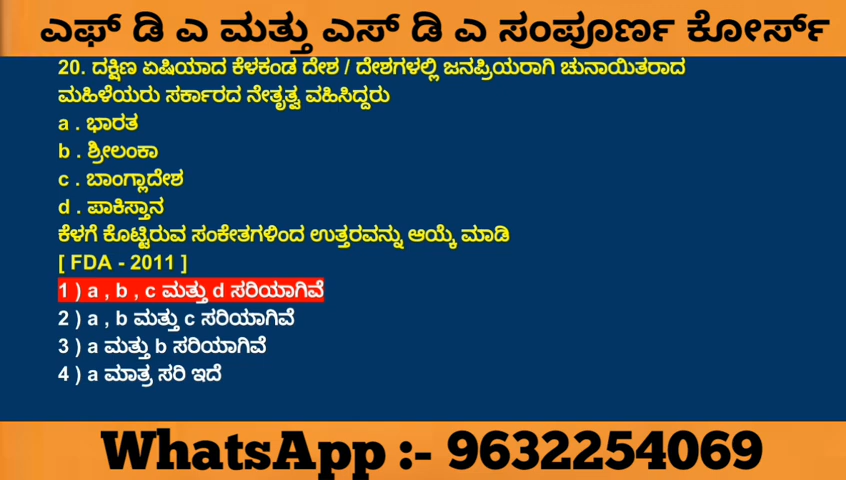 ಎಫ್ ಡಿ ಎ ಮತ್ತು ಎಸ್ ಡಿ ಎ ಸಂಪೂರ್ಣ ಕೋರ್ಸ್
20. ದಕ್ಷಿಣ ಏಷಿಯಾದ ಕೆಳಕಂಡ ದೇಶ / ದೇಶಗಳಲ್ಲಿ ಜನಪ್ರಿಯರಾಗಿ ಚುನಾಯಿತರಾದ
ಮಹಿಳೆಯರು ಸರ್ಕಾರದ ನೇತೃತ್ವ ವಹಿಸಿದ್ದರು
a . ಭಾರತ
b . ಶ್ರೀಲಂಕಾ
c . ಬಾಂಗ್ಲಾದೇಶ
d . ಪಾಕಿಸ್ತಾನ
ಕೆಳಗೆ ಕೊಟ್ಟಿರುವ ಸಂಕೇತಗಳಿಂದ ಉತ್ತರವನ್ನು ಆಯ್ಕೆ ಮಾಡಿ
[ FDA - 2011 ]
1 ) a , b , c ಮತ್ತು d ಸರಿಯಾಗಿವೆ
2 ) a , b ಮತ್ತು c ಸರಿಯಾಗಿವೆ
3 ) a ಮತ್ತು b ಸರಿಯಾಗಿವೆ
4 ) a ಮಾತ್ರ ಸರಿ ಇದೆ
WhatsApp :- 9632254069